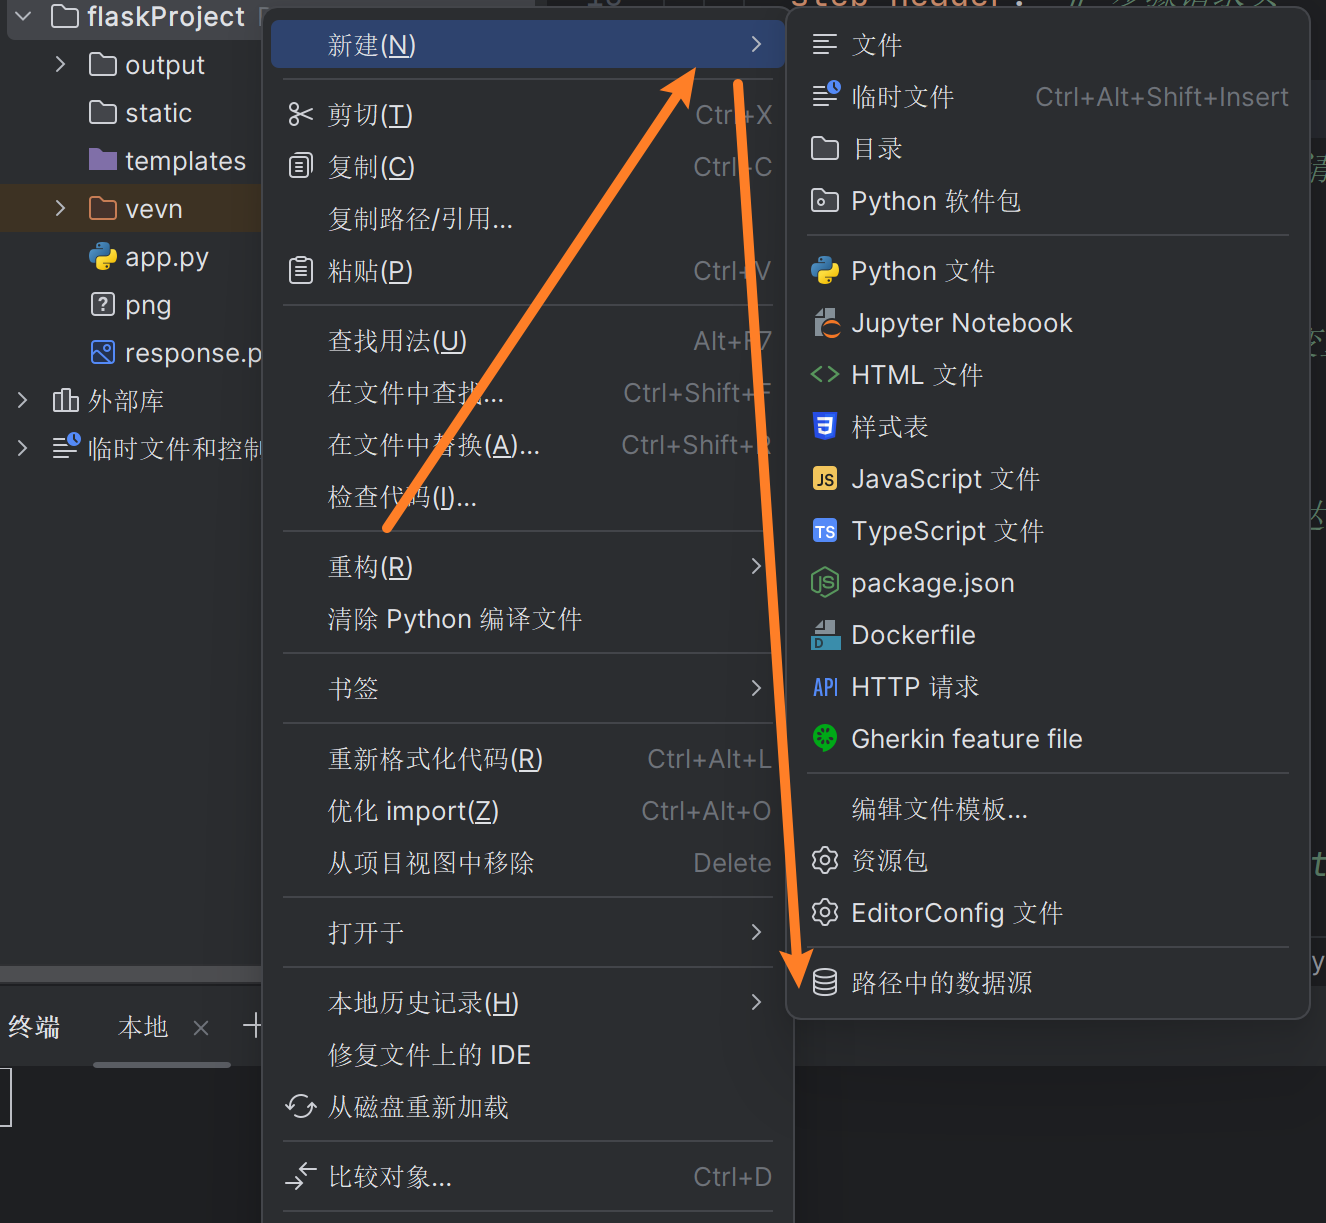 flaskProject
output
static
templates
vevn
app.py
png
response.p
外部库
临时文件和控制
终端
本地
新建(N)
剪切(T) Ctrl+X
复制(C) Ctrl+C
复制路径/引用...
粘贴(P) Ctrl+V
查找用法(U) Alt+F7
在文件中查找... Ctrl+Shift+F
在文件中替换(A)... Ctrl+Shift+R
检查代码(I)...
重构(R)
清除 Python 编译文件
书签
重新格式化代码(R) Ctrl+Alt+L
优化 import(Z) Ctrl+Alt+O
从项目视图中移除 Delete
打开于
本地历史记录(H)
修复文件上的 IDE
从磁盘重新加载
比较对象... Ctrl+D
文件
临时文件 Ctrl+Alt+Shift+Insert
目录
Python 软件包
Python 文件
Jupyter Notebook
HTML 文件
样式表
JavaScript 文件
TypeScript 文件
package.json
Dockerfile
HTTP 请求
Gherkin feature file
编辑文件模板...
资源包
EditorConfig 文件
路径中的数据源